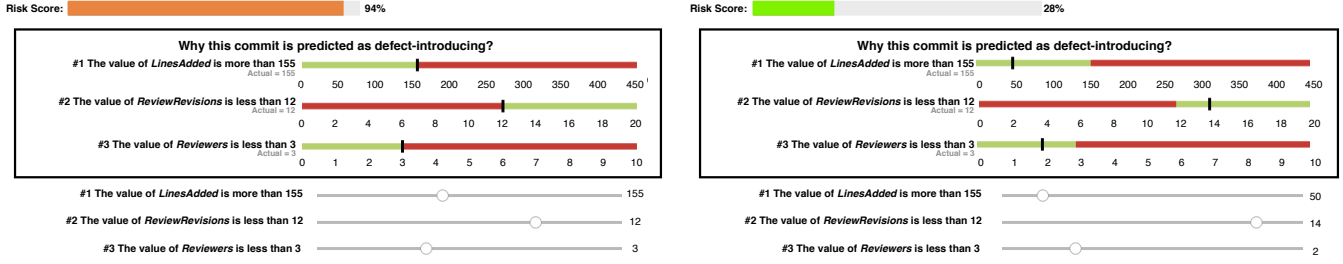 Risk Score: 94%
Why this commit is predicted as defect-introducing?
#1 The value of LinesAdded is more than 155
Actual = 155
0 50 100 150 200 250 300 350 400 450
#2 The value of ReviewRevisions is less than 12
Actual = 12
0 2 4 6 8 10 12 14 16 18 20
#3 The value of Reviewers is less than 3
Actual = 3
0 1 2 3 4 5 6 7 8 9 10
#1 The value of LinesAdded is more than 155 155
#2 The value of ReviewRevisions is less than 12 12
#3 The value of Reviewers is less than 3 3
Risk Score: 28%
Why this commit is predicted as defect-introducing?
#1 The value of LinesAdded is more than 155
Actual = 155
0 50 100 150 200 250 300 350 400 450
#2 The value of ReviewRevisions is less than 12
Actual = 12
0 2 4 6 8 10 12 14 16 18 20
#3 The value of Reviewers is less than 3
Actual = 3
0 1 2 3 4 5 6 7 8 9 10
#1 The value of LinesAdded is more than 155 50
#2 The value of ReviewRevisions is less than 12 14
#3 The value of Reviewers is less than 3 2